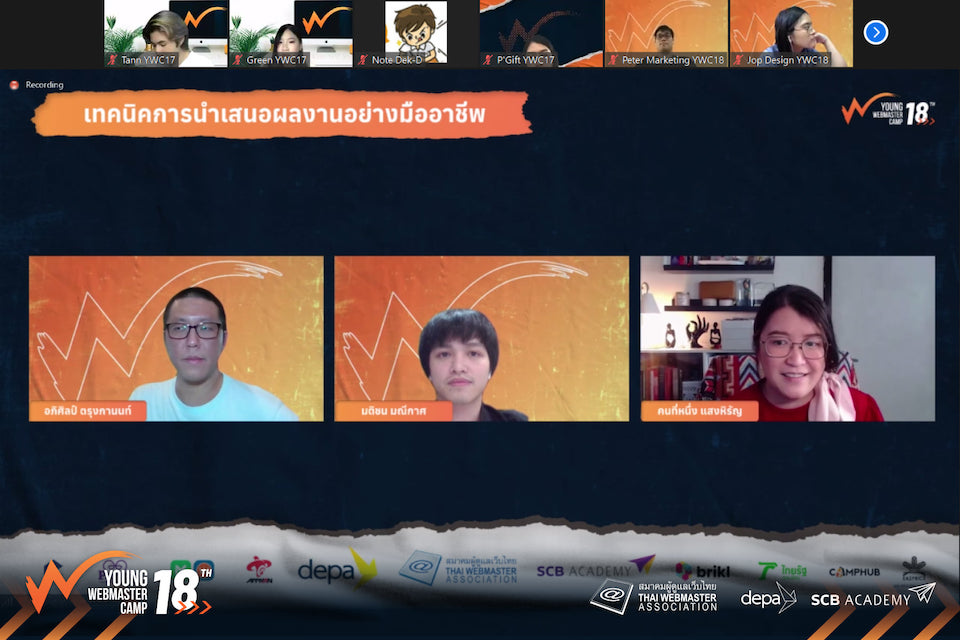 Tann YWC17
Green YWC17
Note Dek-D
P'Gift YWC17
Peter Marketing YWC18
Jop Design YWC18
Recording
เทคนิคการนำเสนอผลงานอย่างมืออาชีพ
YOUNG
WEBMASTER
CAMP
18TH
อภิศิลป์ ตรุงกานนท์
มติชน มณีกาศ
คนที่หนึ่ง แสงหิรัญ
depa
สมาคมผู้ดูแลเว็บไทย
THAI WEBMASTER
ASSOCIATION
SCB ACADEMY
brikl
ไทยรัฐ
CAMPHUB
YOUNG
WEBMASTER
CAMP
18TH
สมาคมผู้ดูแลเว็บไทย
THAI WEBMASTER
ASSOCIATION
depa
SCB ACADEMY